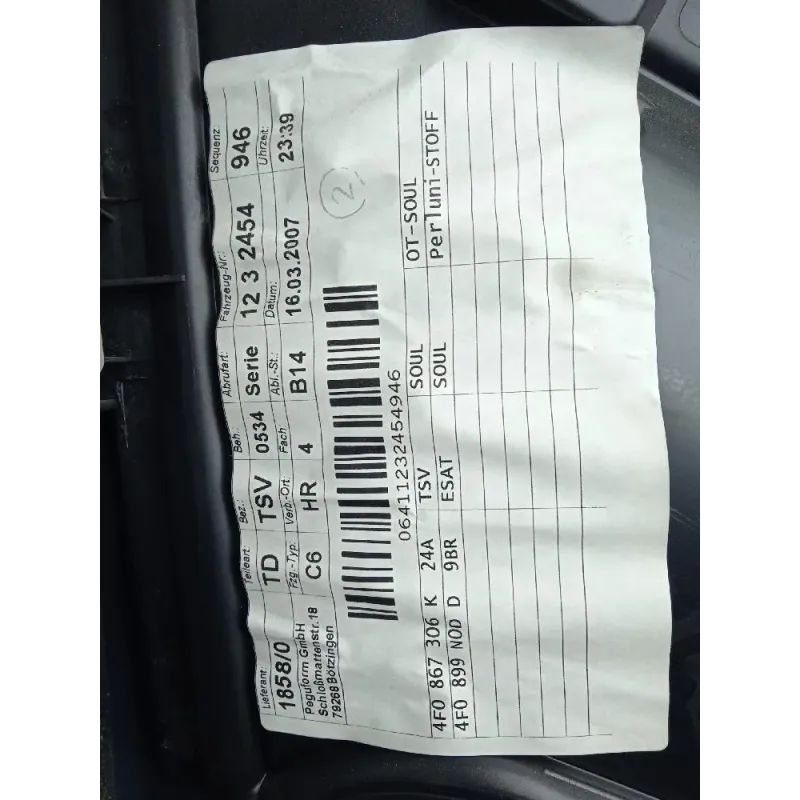 Lieferant: Teileart: Bez.: Beh. Abrufart: Fahrzeug-Nr.: Sequenz:
1858/0 TD TSV 0534 Serie 12 3 2454 946
Peguform GmbH Fzg.-Typ: Verb.-Ort: Fach Abl.-St.: Datum: Uhrzeit:
Schloßmattenstr.18 C6 HR 4 B14 16.03.2007 23:39
79268 Bötzingen
2
0641123245494​6
4F0 867 306 K 24A TSV SOUL OT-SOUL
4F0 899 NOD D 9BR ESAT SOUL Perluni-STOFF